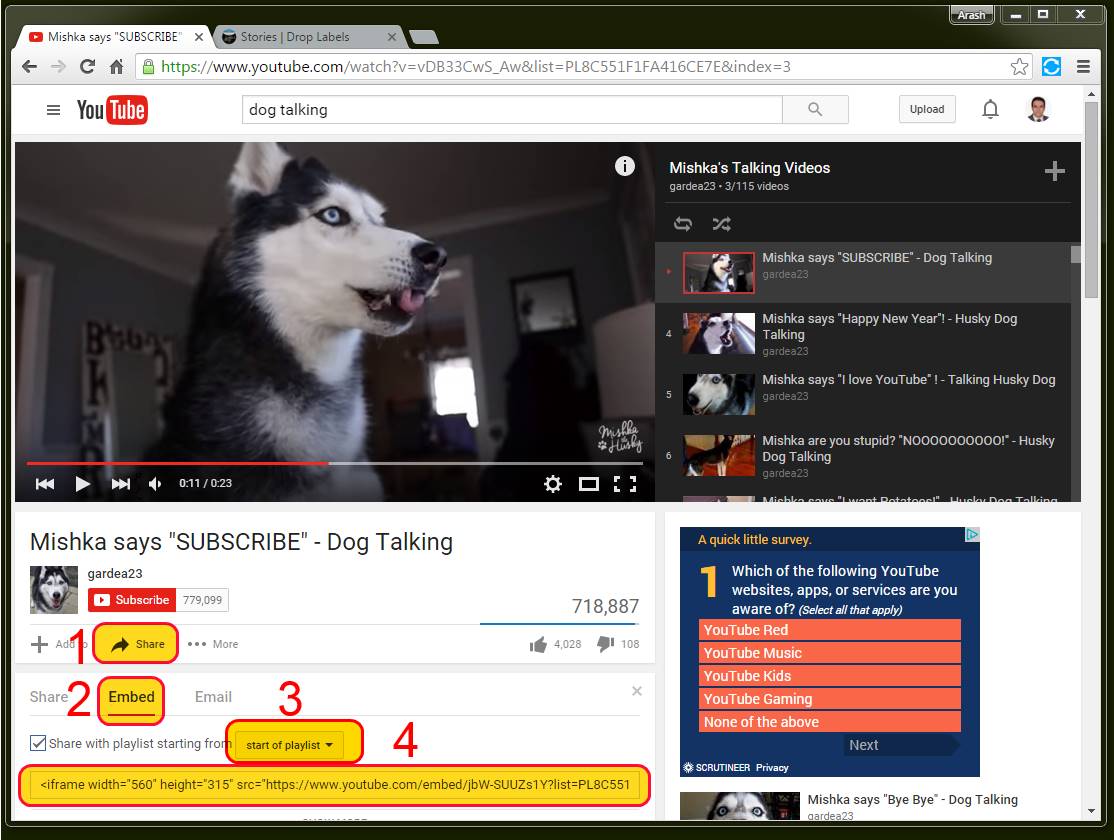 Arash
Mishka says "SUBSCRIBE"
Stories | Drop Labels
https://www.youtube.com/watch?v=vDB33CwS_Aw&list=PL8C551F1FA416CE7E&index=3
YouTube
dog talking
Upload
Mishka's Talking Videos
gardea23 • 3/115 videos
Mishka says "SUBSCRIBE" - Dog Talking
gardea23
4
Mishka says "Happy New Year"! - Husky Dog
Talking
gardea23
5
Mishka says "I love YouTube" ! - Talking Husky Dog
gardea23
6
Mishka are you stupid? "NOOOOOOOOOO!" - Husky
Dog Talking
gardea23
Mishka says "I want Potatoes!" - Husky Dog Talking
Mishka
the
Husky
0:11 / 0:23
Mishka says "SUBSCRIBE" - Dog Talking
gardea23
Subscribe
779,099
718,887
1
Add to
Share
More
4,028
108
Share
2
Embed
Email
3
Share with playlist starting from
start of playlist
4
<iframe width="560" height="315" src="https://www.youtube.com/embed/jbW-SUUZs1Y?list=PL8C551
A quick little survey.
1
Which of the following YouTube
websites, apps, or services are you
aware of? (Select all that apply)
YouTube Red
YouTube Music
YouTube Kids
YouTube Gaming
None of the above
Next
SCRUTINEER Privacy
Mishka says "Bye Bye" - Dog Talking
gardea23